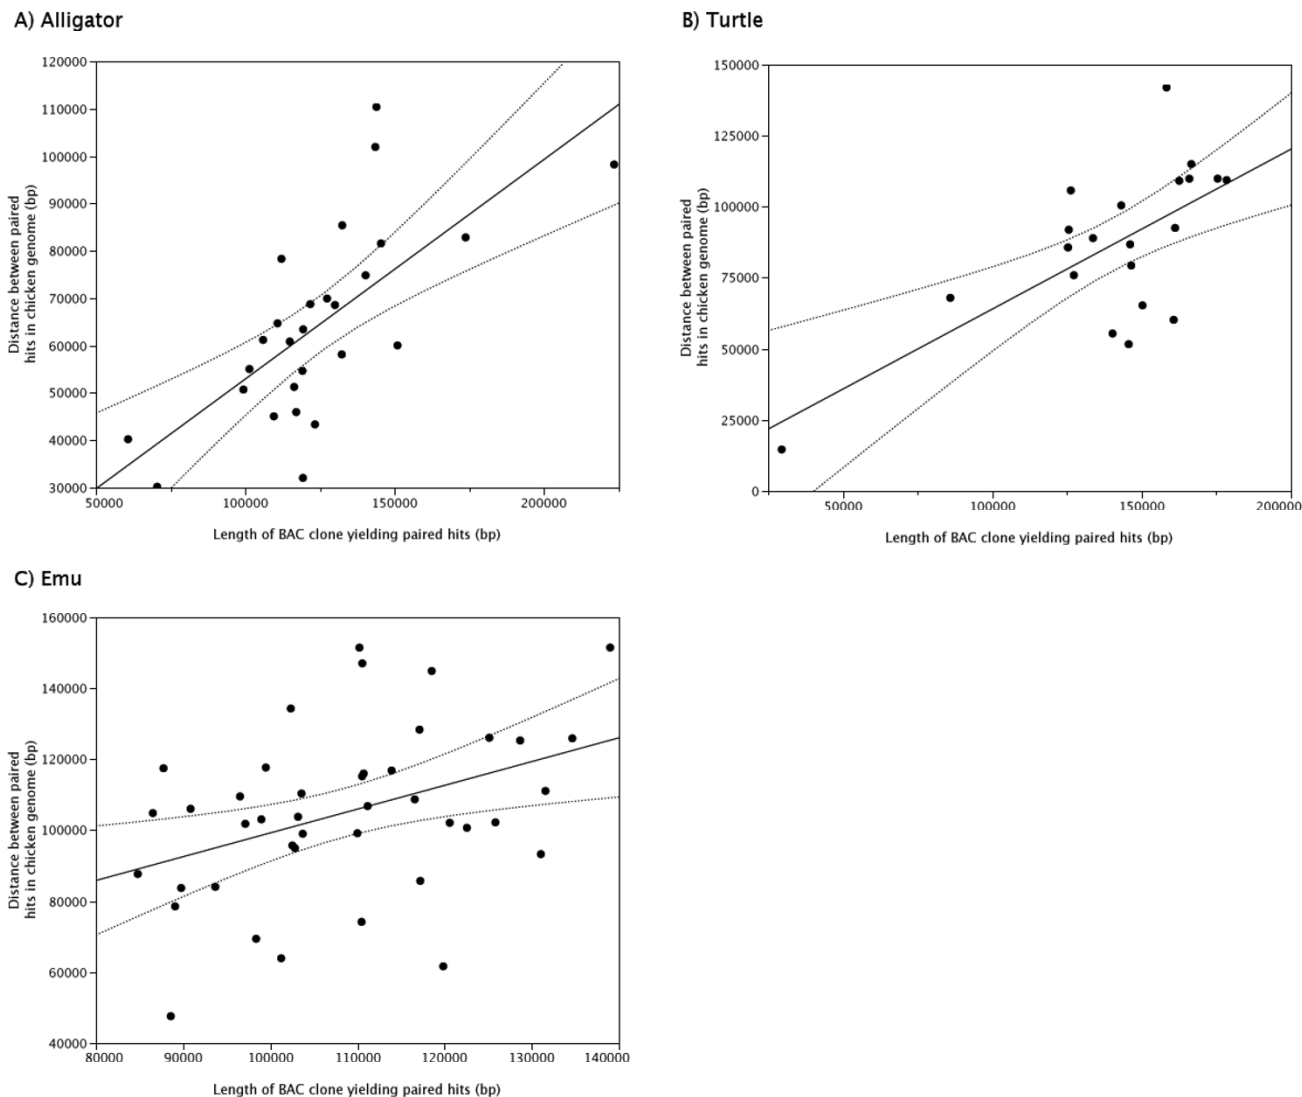 A) Alligator
120000
110000
100000
90000
80000
70000
60000
50000
40000
30000
Distance between paired
hits in chicken genome (bp)
50000 100000 150000 200000
Length of BAC clone yielding paired hits (bp)
B) Turtle
150000
125000
100000
75000
50000
25000
0
Distance between paired
hits in chicken genome (bp)
50000 100000 150000 200000
Length of BAC clone yielding paired hits (bp)
C) Emu
160000
140000
120000
100000
80000
60000
40000
Distance between paired
hits in chicken genome (bp)
80000 90000 100000 110000 120000 130000 140000
Length of BAC clone yielding paired hits (bp)